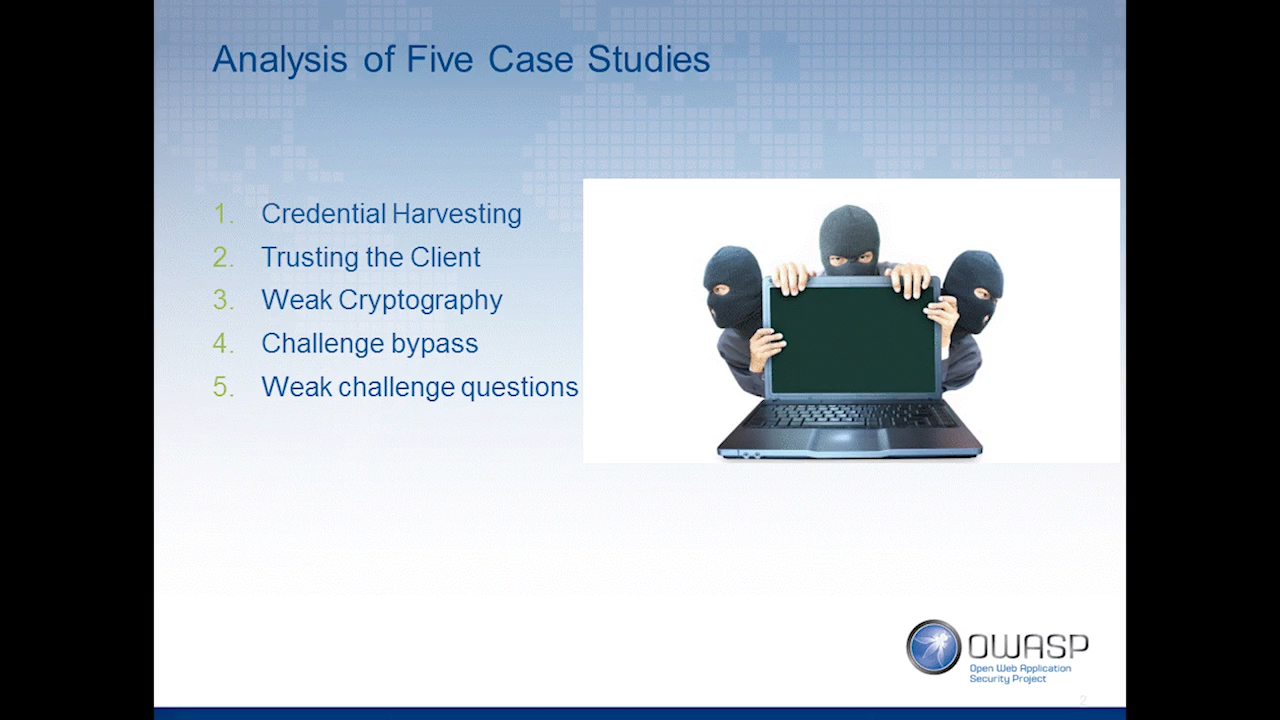 Analysis of Five Case Studies
1. Credential Harvesting
2. Trusting the Client
3. Weak Cryptography
4. Challenge bypass
5. Weak challenge questions
OWASP
Open Web Application
Security Project
2